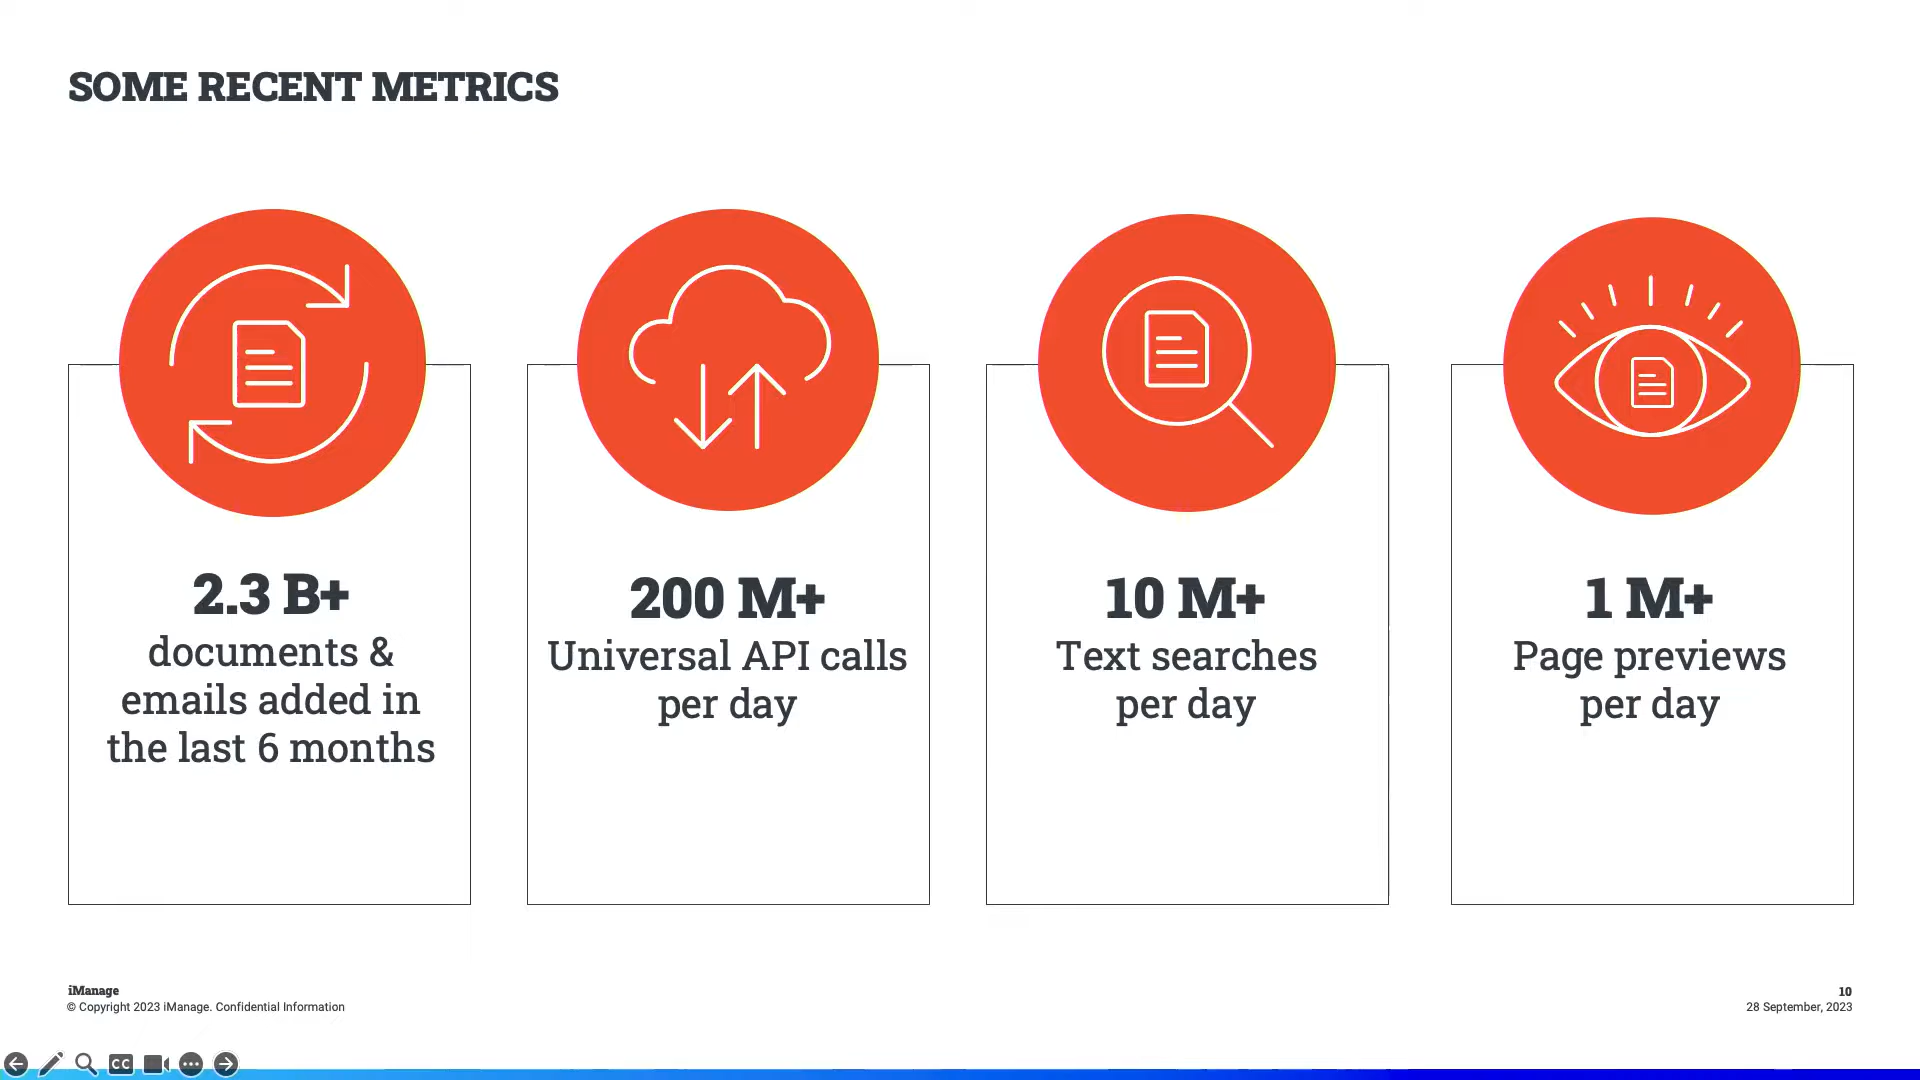 SOME RECENT METRICS
2.3 B+
documents &
emails added in
the last 6 months
200 M+
Universal API calls
per day
10 M+
Text searches
per day
1 M+
Page previews
per day
iManage
© Copyright 2023 iManage. Confidential Information
10
28 September, 2023
CC